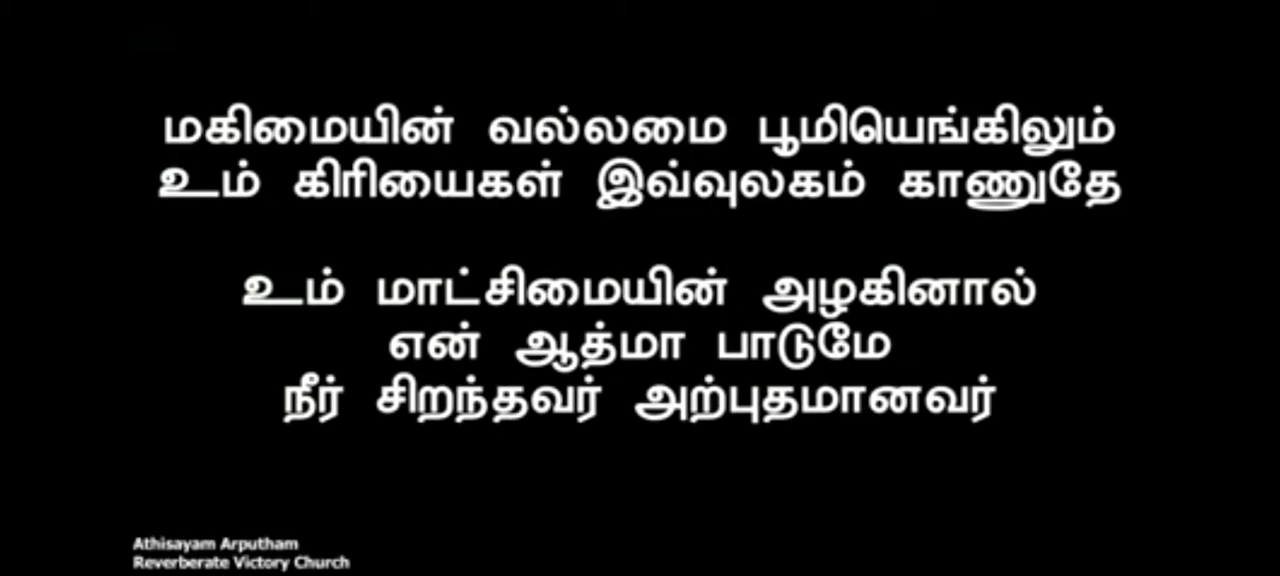 மகிமையின் வல்லமை பூமியெங்கிலும்
உம் கிரியைகள் இவ்வுலகம் காணுதே
உம் மாட்சிமையின் அழகினால்
என் ஆத்மா பாடுமே
நீர் சிறந்தவர் அற்புதமானவர்
Athisayam Arputham
Reverberate Victory Church